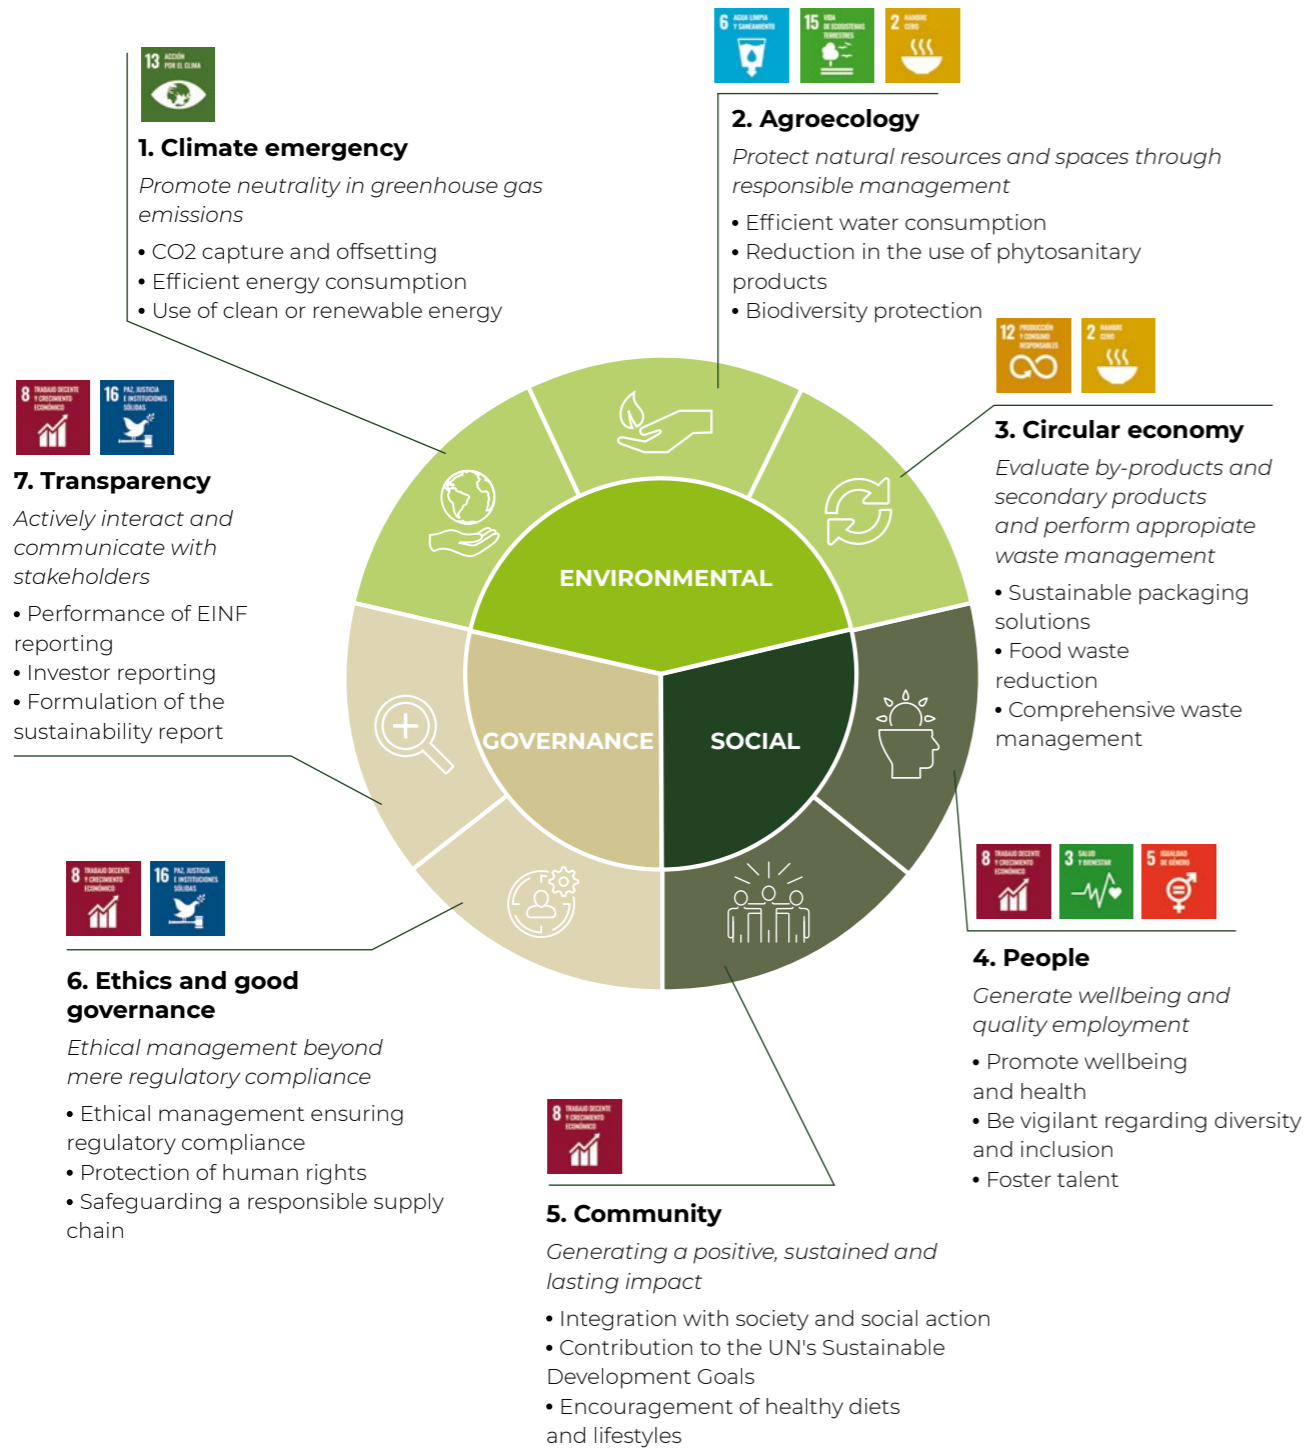 13 ACCIÓN
POR EL CLIMA
1. Climate emergency
Promote neutrality in greenhouse gas
emissions
• CO2 capture and offsetting
• Efficient energy consumption
• Use of clean or renewable energy
6 AGUA LIMPIA
Y SANEAMIENTO
15 VIDA
DE ECOSISTEMAS
TERRESTRES
2 HAMBRE
CERO
2. Agroecology
Protect natural resources and spaces through
responsible management
• Efficient water consumption
• Reduction in the use of phytosanitary
products
• Biodiversity protection
12 PRODUCCIÓN
Y CONSUMO
RESPONSABLES
2 HAMBRE
CERO
3. Circular economy
Evaluate by-products and
secondary products
and perform appropiate
waste management
• Sustainable packaging
solutions
• Food waste
reduction
• Comprehensive waste
management
8 TRABAJO DECENTE
Y CRECIMIENTO
ECONÓMICO
3 SALUD
Y BIENESTAR
5 IGUALDAD
DE GÉNERO
4. People
Generate wellbeing and
quality employment
• Promote wellbeing
and health
• Be vigilant regarding diversity
and inclusion
• Foster talent
8 TRABAJO DECENTE
Y CRECIMIENTO
ECONÓMICO
5. Community
Generating a positive, sustained and
lasting impact
• Integration with society and social action
• Contribution to the UN's Sustainable
Development Goals
• Encouragement of healthy diets
and lifestyles
8 TRABAJO DECENTE
Y CRECIMIENTO
ECONÓMICO
16 PAZ, JUSTICIA
E INSTITUCIONES
SÓLIDAS
6. Ethics and good
governance
Ethical management beyond
mere regulatory compliance
• Ethical management ensuring
regulatory compliance
• Protection of human rights
• Safeguarding a responsible supply
chain
8 TRABAJO DECENTE
Y CRECIMIENTO
ECONÓMICO
16 PAZ, JUSTICIA
E INSTITUCIONES
SÓLIDAS
7. Transparency
Actively interact and
communicate with
stakeholders
• Performance of EINF
reporting
• Investor reporting
• Formulation of the
sustainability report
ENVIRONMENTAL
GOVERNANCE
SOCIAL